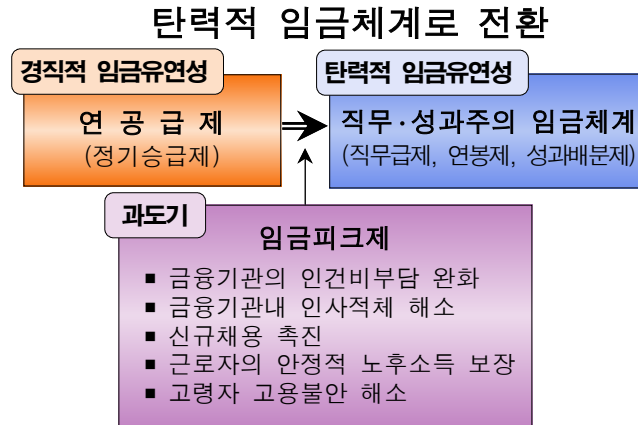 탄력적 임금체계로 전환
경직적 임금유연성
연 공 급 제
(정기승급제)
탄력적 임금유연성
직무·성과주의 임금체계
(직무급제, 연봉제, 성과배분제)
과도기
임금피크제
▪ 금융기관의 인건비부담 완화
▪ 금융기관내 인사적체 해소
▪ 신규채용 촉진
▪ 근로자의 안정적 노후소득 보장
▪ 고령자 고용불안 해소